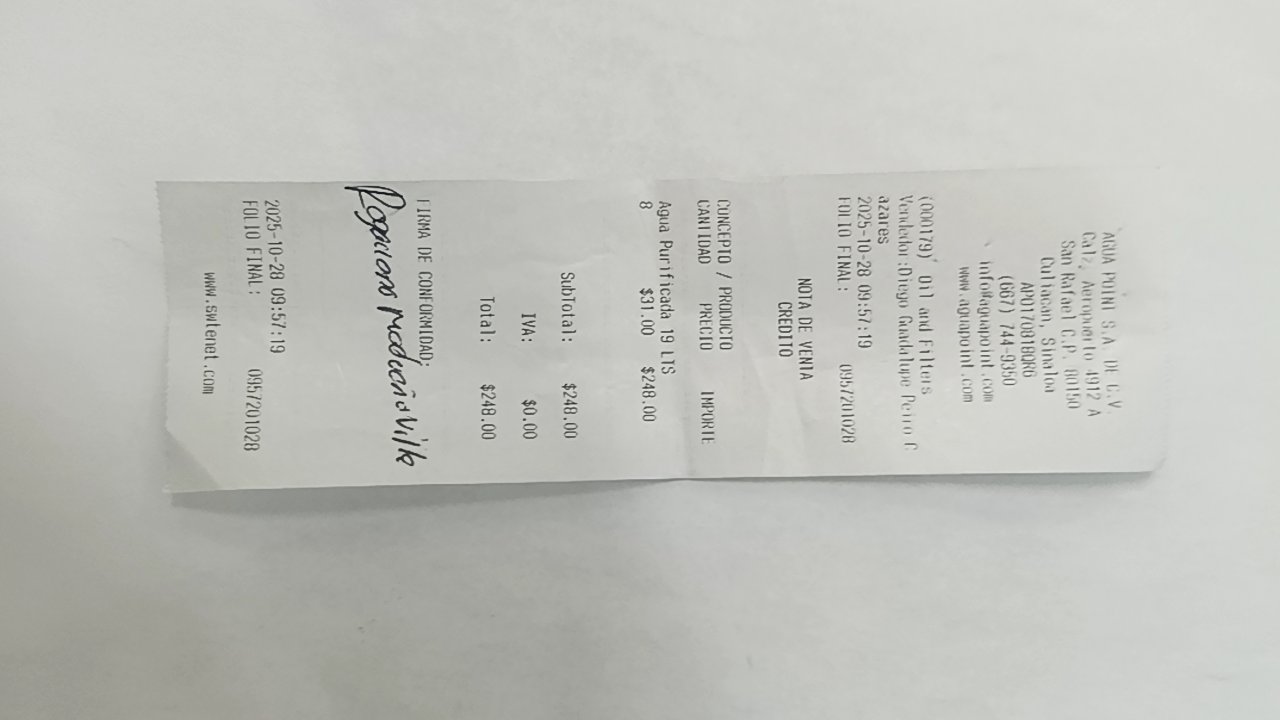 AGUA POINT S.A. DE C.V
Calz. Aeropuerto 4912 A
San Rafael C.P. 80150
Culiacan, Sinaloa
APO170818QR6
(667) 744-9350
info@aguapoint.com
www.aguapoint.com
(000179) Oil and Filters
Vendedor:Diego Guadalupe Peiro C
azares
2025-10-28 09:57:19
FOLIO FINAL: 0957201028
NOTA DE VENTA
CREDITO
CONCEPTO / PRODUCTO
CANTIDAD PRECIO IMPORTE
Agua Purificada 19 LTS
8 $31.00 $248.00
SubTotal: $248.00
IVA: $0.00
Total: $248.00
FIRMA DE CONFORMIDAD:
2025-10-28 09:57:19
FOLIO FINAL: 0957201028
www.swlenet.com